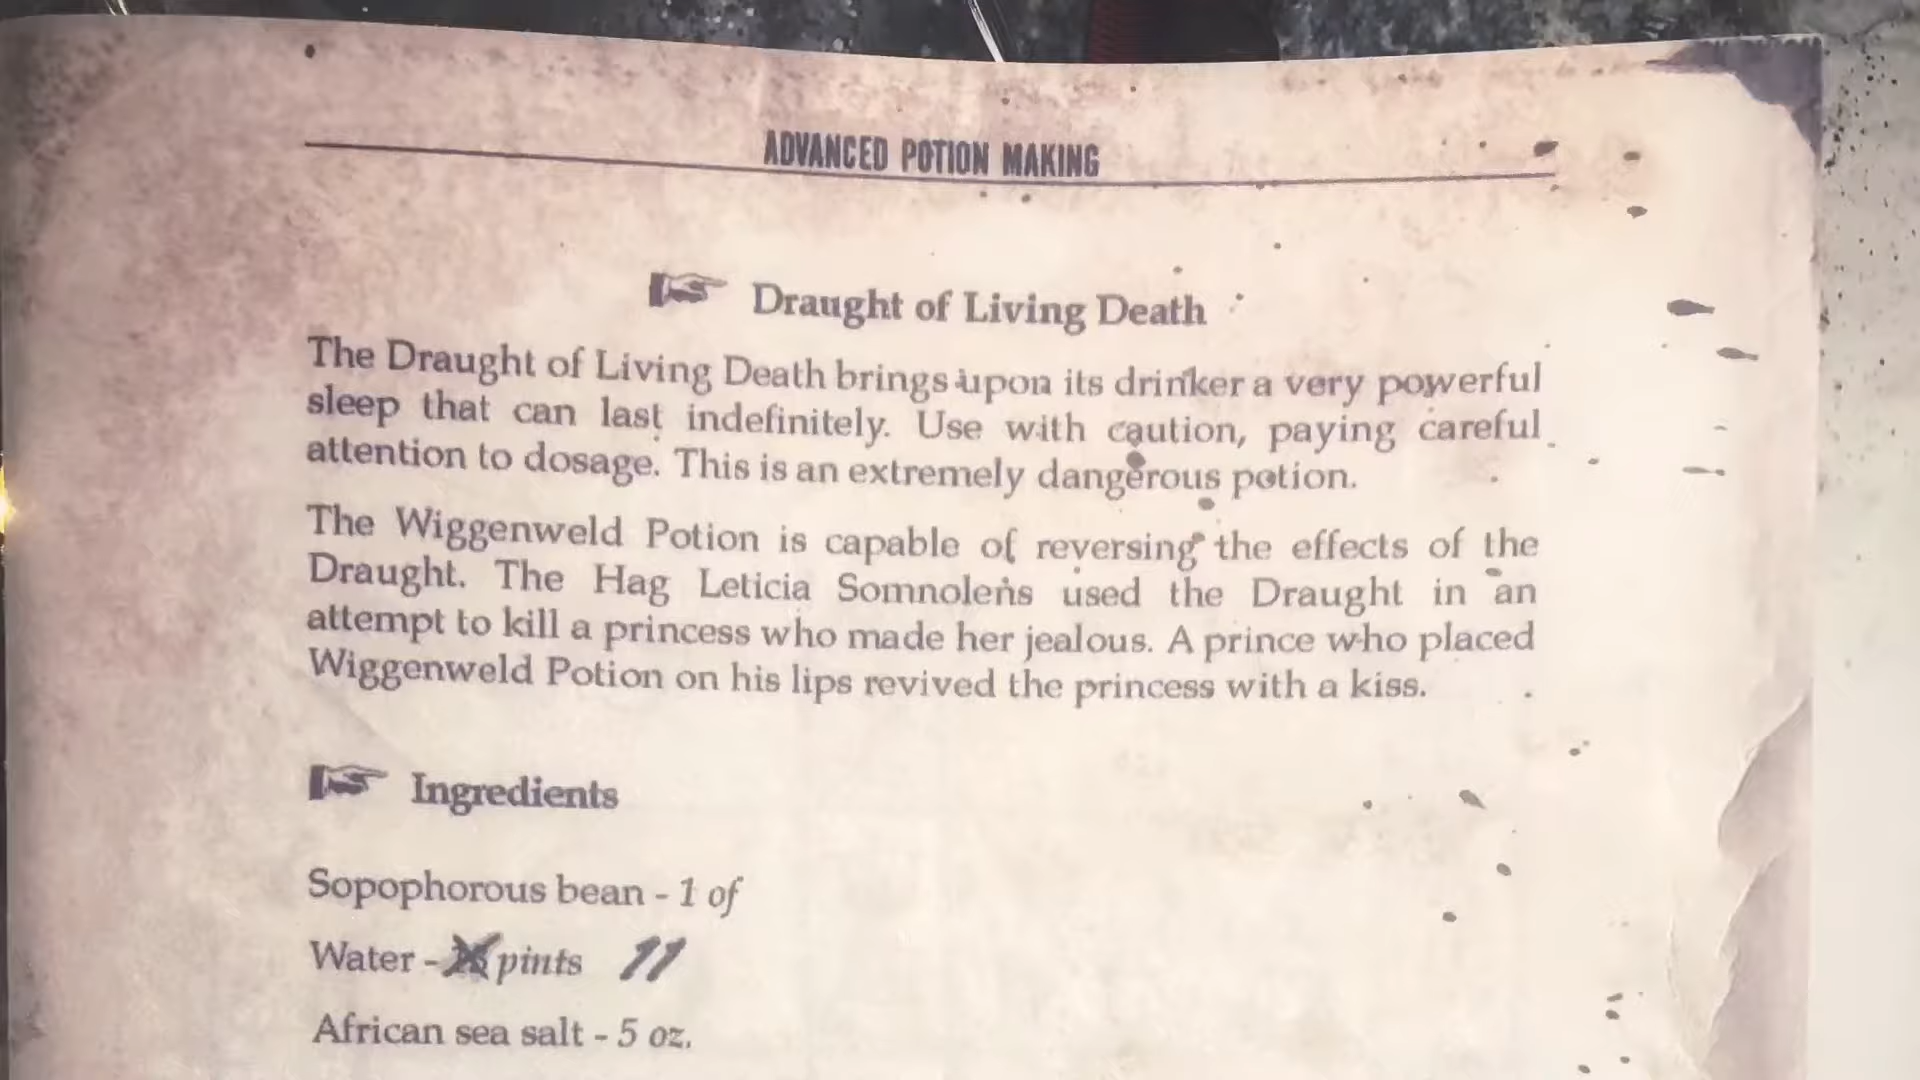 ADVANCED POTION MAKING
Draught of Living Death
The Draught of Living Death brings upon its drinker a very powerful
sleep that can last indefinitely. Use with caution, paying careful
attention to dosage. This is an extremely dangerous potion.
The Wiggenweld Potion is capable of reversing the effects of the
Draught. The Hag Leticia Somnolens used the Draught in an
attempt to kill a princess who made her jealous. A prince who placed
Wiggenweld Potion on his lips revived the princess with a kiss.
Ingredients
Sopophorous bean - 1 of
Water - pints 11
African sea salt - 5 oz.